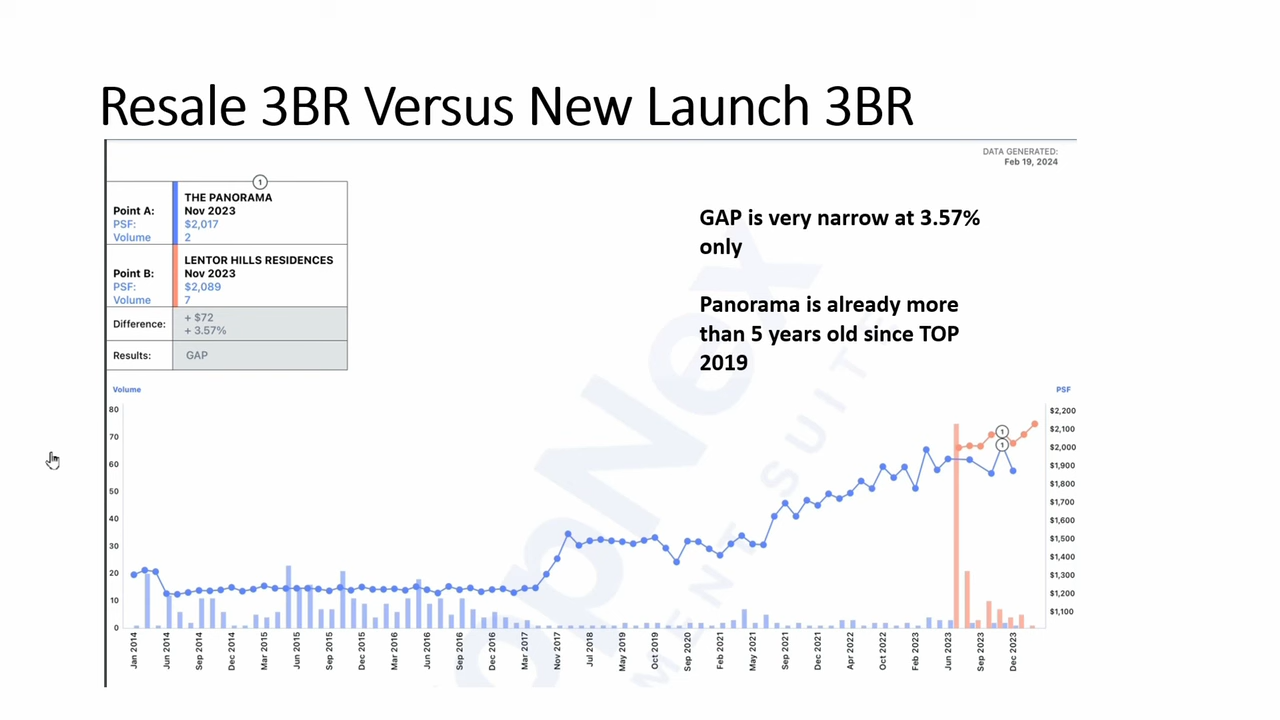 Resale 3BR Versus New Launch 3BR
DATA GENERATED:
Feb 19, 2024
1
THE PANORAMA
Point A: Nov 2023
PSF: $2,017
Volume 2
LENTOR HILLS RESIDENCES
Point B: Nov 2023
PSF: $2,089
Volume 7
Difference: + $72
+ 3.57%
Results: GAP
GAP is very narrow at 3.57%
only
Panorama is already more
than 5 years old since TOP
2019
Volume PSF
80
70
60
50
40
30
20
10
0
$2,200
$2,100
$2,000
$1,900
$1,800
$1,700
$1,600
$1,500
$1,400
$1,300
$1,200
$1,100
1
1
Jan 2014 Jun 2014 Sep 2014 Dec 2014 Mar 2015 Jun 2015 Sep 2015 Dec 2015 Mar 2016 Jun 2016 Sep 2016 Dec 2016 Mar 2017 Nov 2017 Jul 2018 May 2019 Oct 2019 Sep 2020 Feb 2021 May 2021 Sep 2021 Dec 2021 Apr 2022 Oct 2022 Feb 2023 Jun 2023 Sep 2023 Dec 2023